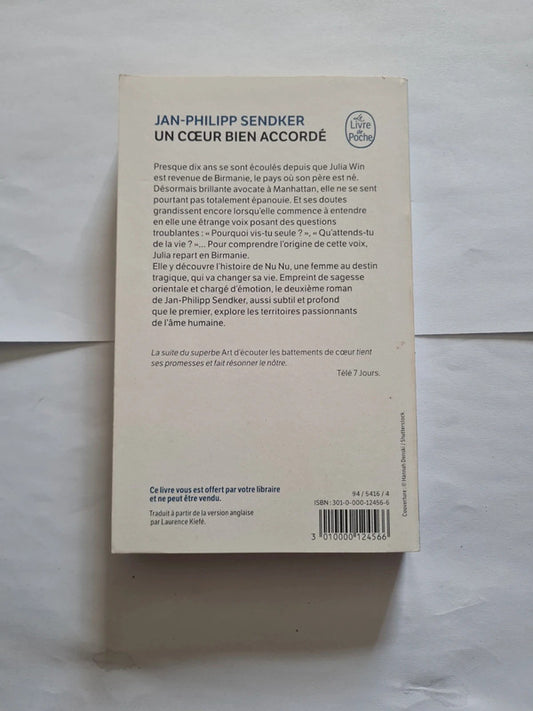 JAN-PHILIPP SENDKER
UN CŒUR BIEN ACCORDÉ
Le
Livre
de
Poche
Presque dix ans se sont écoulés depuis que Julia Win
est revenue de Birmanie, le pays où son père est né.
Désormais brillante avocate à Manhattan, elle ne se sent
pourtant pas totalement épanouie. Et ses doutes
grandissent encore lorsqu'elle commence à entendre
en elle une étrange voix posant des questions
troublantes : « Pourquoi vis-tu seule ? », « Qu'attends-tu
de la vie ? »... Pour comprendre l'origine de cette voix,
Julia repart en Birmanie.
Elle y découvre l'histoire de Nu Nu, une femme au destin
tragique, qui va changer sa vie. Empreint de sagesse
orientale et chargé d'émotion, le deuxième roman
de Jan-Philipp Sendker, aussi subtil et profond
que le premier, explore les territoires passionnants
de l'âme humaine.
La suite du superbe Art d'écouter les battements de cœur tient
ses promesses et fait résonner le nôtre.
Télé 7 Jours.
Ce livre vous est offert par votre libraire
et ne peut être vendu.
Traduit à partir de la version anglaise
par Laurence Kiefé.
94 / 5416 / 4
ISBN : 301-0-000-12456-6
3 010000 124566
Couverture : © Hannah Denski / Shutterstock.